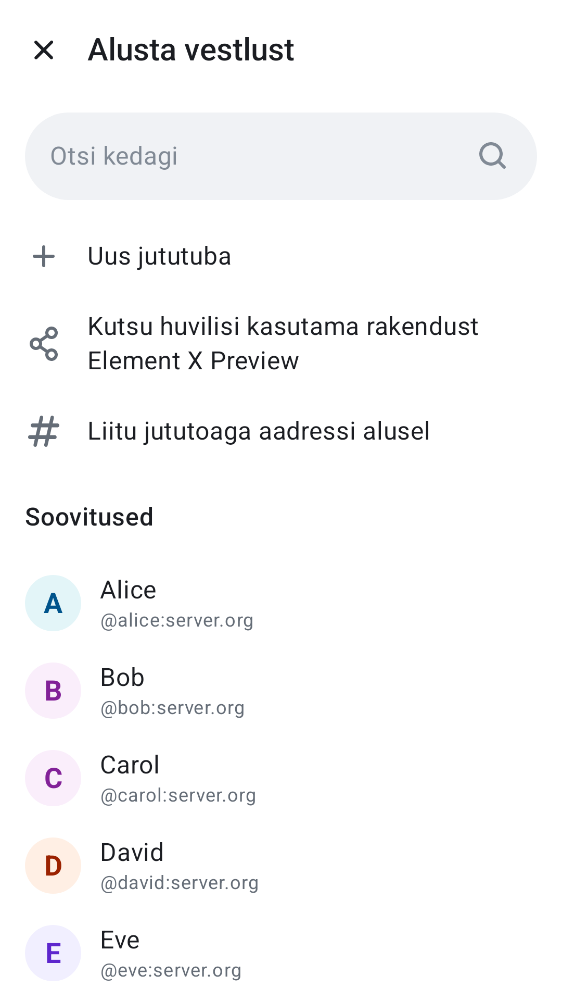 Alusta vestlust
Otsi kedagi
Uus jututuba
Kutsu huvilisi kasutama rakendust
Element X Preview
Liitu jututoaga aadressi alusel
Soovitused
A
Alice
@alice:server.org
B
Bob
@bob:server.org
C
Carol
@carol:server.org
D
David
@david:server.org
E
Eve
@eve:server.org